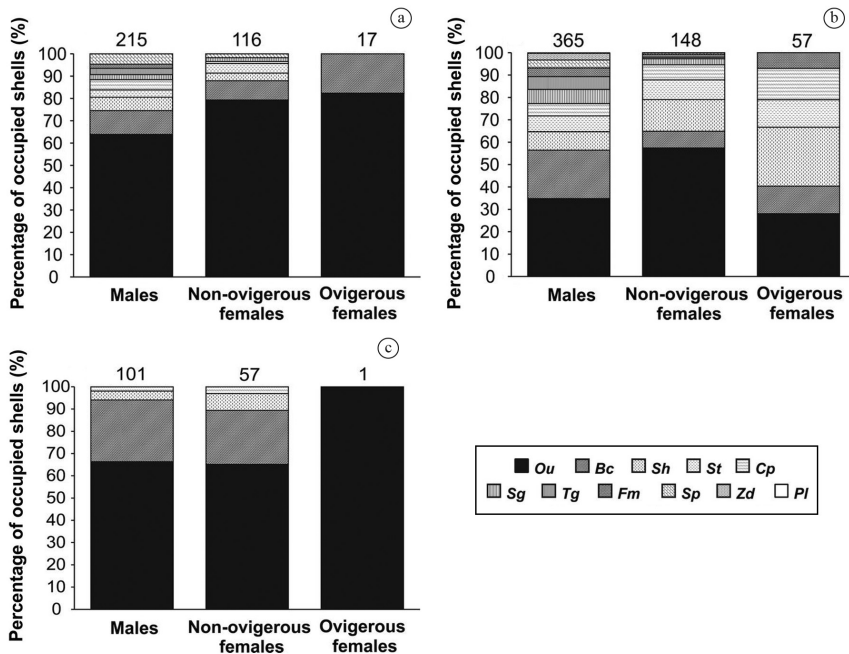 a
215 116 17
Percentage of occupied shells (%)
100
90
80
70
60
50
40
30
20
10
0
Males Non-ovigerous females Ovigerous females
b
365 148 57
Percentage of occupied shells (%)
100
90
80
70
60
50
40
30
20
10
0
Males Non-ovigerous females Ovigerous females
c
101 57 1
Percentage of occupied shells (%)
100
90
80
70
60
50
40
30
20
10
0
Males Non-ovigerous females Ovigerous females
Ou Bc Sh St Cp
Sg Tg Fm Sp Zd Pl